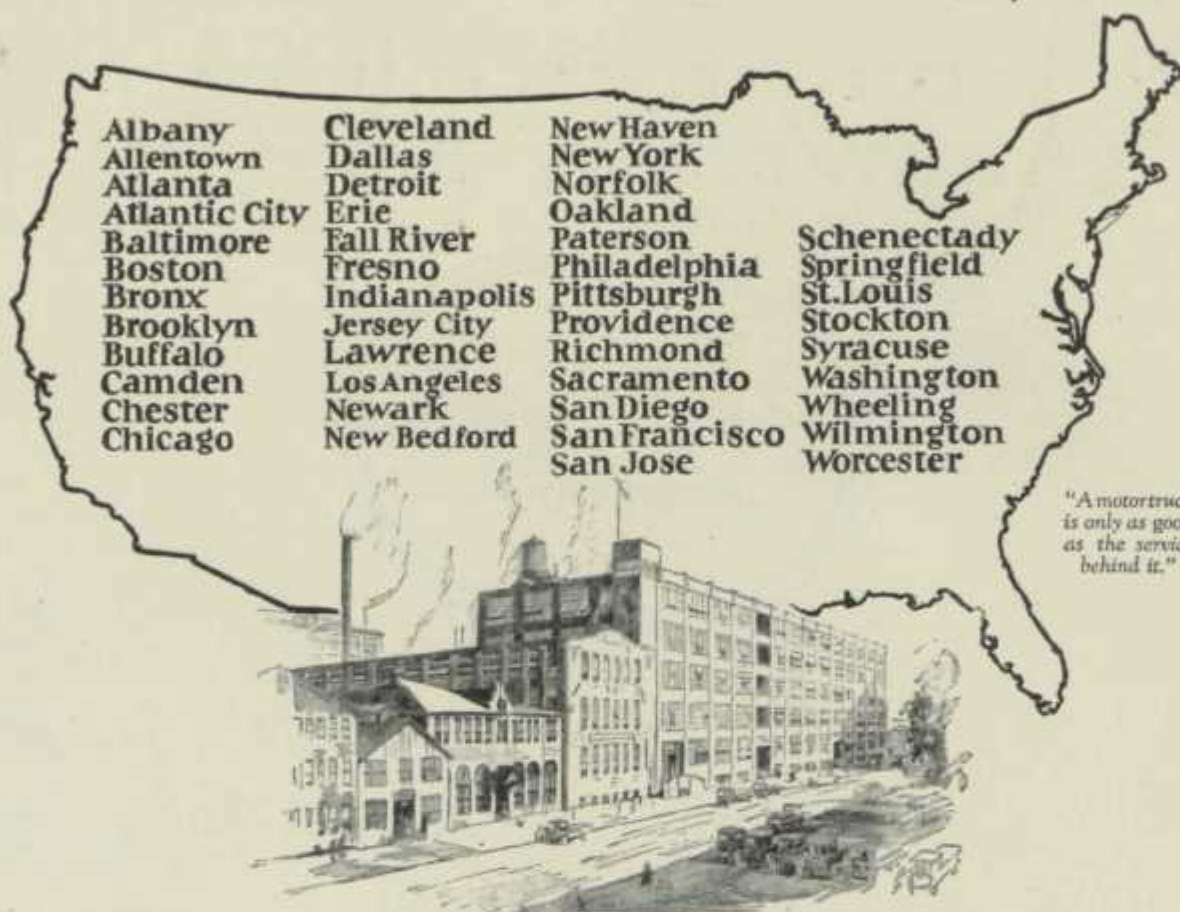 Albany
Allentown
Atlanta
Atlantic City
Baltimore
Boston
Bronx
Brooklyn
Buffalo
Camden
Chester
Chicago
Cleveland
Dallas
Detroit
Erie
Fall River
Fresno
Indianapolis
Jersey City
Lawrence
Los Angeles
Newark
New Bedford
New Haven
New York
Norfolk
Oakland
Paterson
Philadelphia
Pittsburgh
Providence
Richmond
Sacramento
San Diego
San Francisco
San Jose
Schenectady
Springfield
St. Louis
Stockton
Syracuse
Washington
Wheeling
Wilmington
Worcester
"A motortruc
is only as goo
as the servic
behind it."